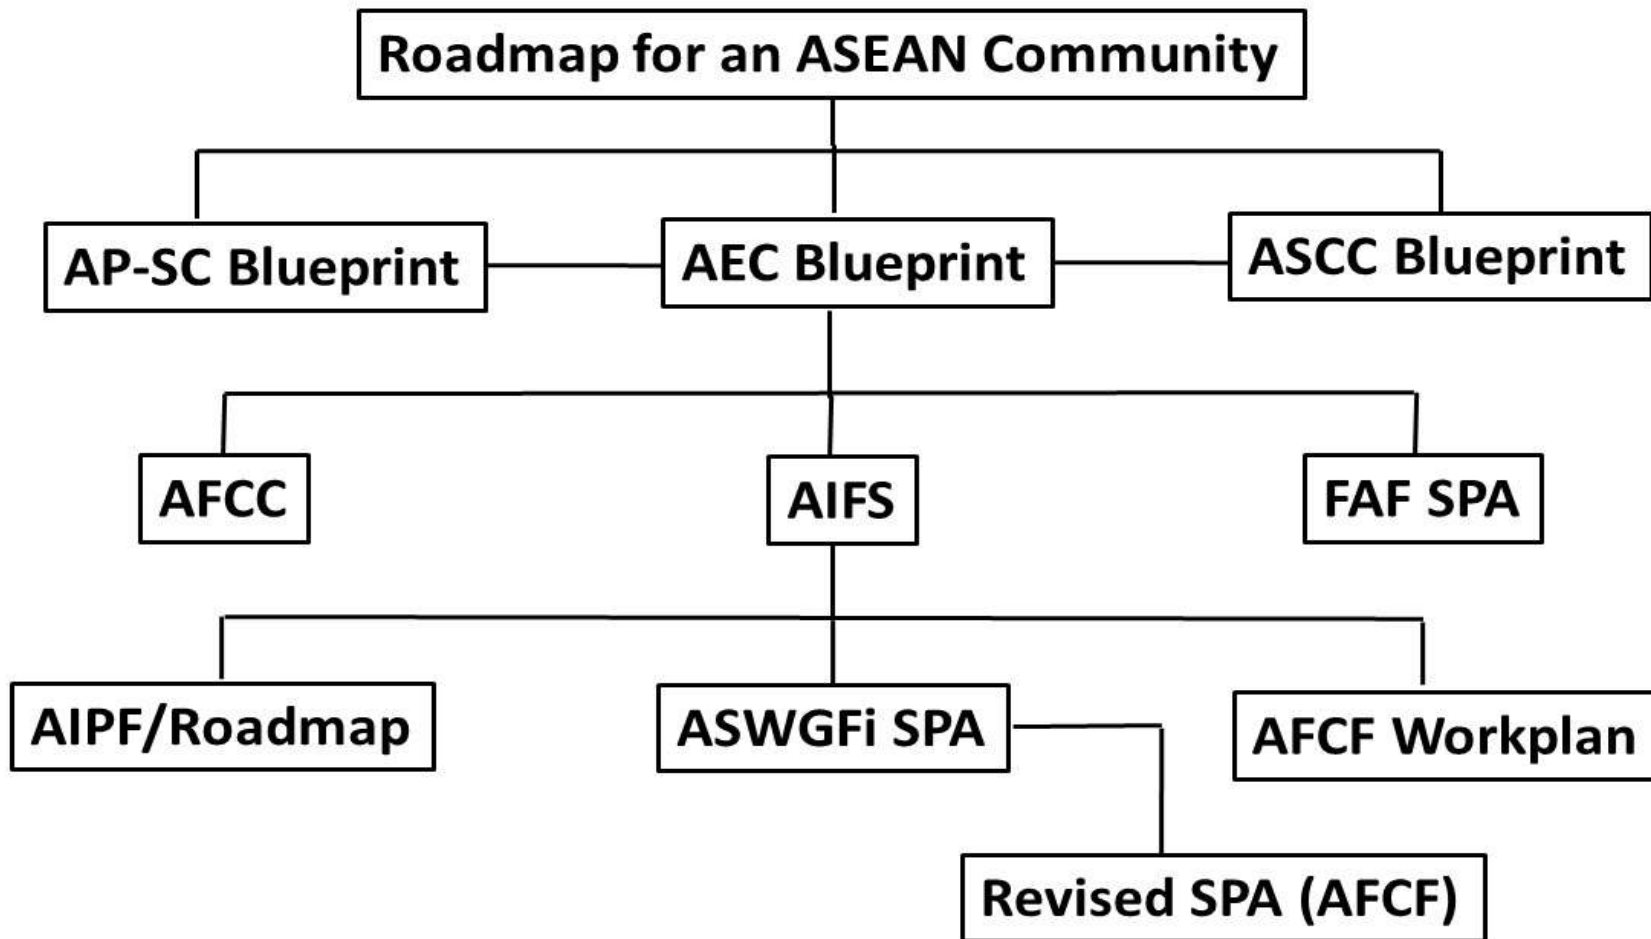 Roadmap for an ASEAN Community
AP-SC Blueprint
AEC Blueprint
ASCC Blueprint
AFCC
AIFS
FAF SPA
AIPF/Roadmap
ASWGFi SPA
AFCF Workplan
Revised SPA (AFCF)